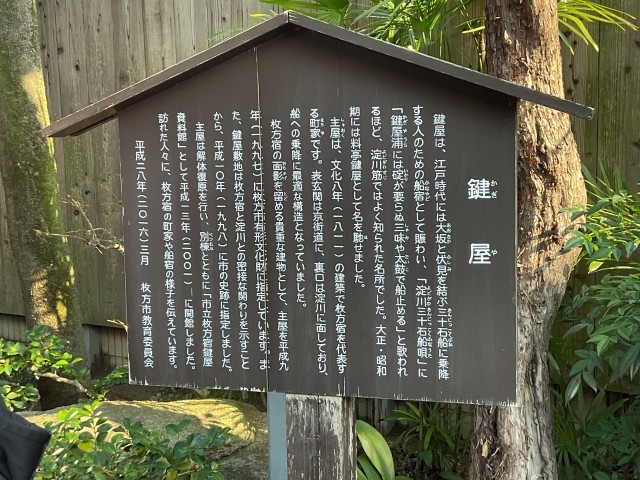 鍵屋
鍵屋は、江戸時代には大坂と伏見を結ぶ三十石船に乗降
する人のための船宿として賑わい、「淀川三十石船唄」に
「鍵屋浦には碇が要らぬ三味や太鼓で船止める」と歌われ
るほど、淀川筋ではよく知られた名所でした。大正・昭和
期には料亭鍵屋として名を馳せました。
主屋は、文化八年(一八一一)の建築で枚方宿を代表す
る町家です。表玄関は京街道に、裏口は淀川に面しており、
船への乗降に最適な構造となっていました。
枚方宿の面影を留める貴重な建物として、主屋を平成九
年(一九九七)に枚方市有形文化財に指定しています。ま
た、鍵屋敷地は枚方宿と淀川との密接な関わりを示すこと
から、平成一〇年(一九九八)に市の史跡に指定しました。
主屋は解体復原を行い、別棟とともに「市立枚方宿鍵屋
資料館」として平成一三年(二〇〇一)に開館しました。
訪れた人々に、枚方宿の町家や船宿の様子を伝えています。
平成二八年(二〇一六)三月　枚方市教育委員会